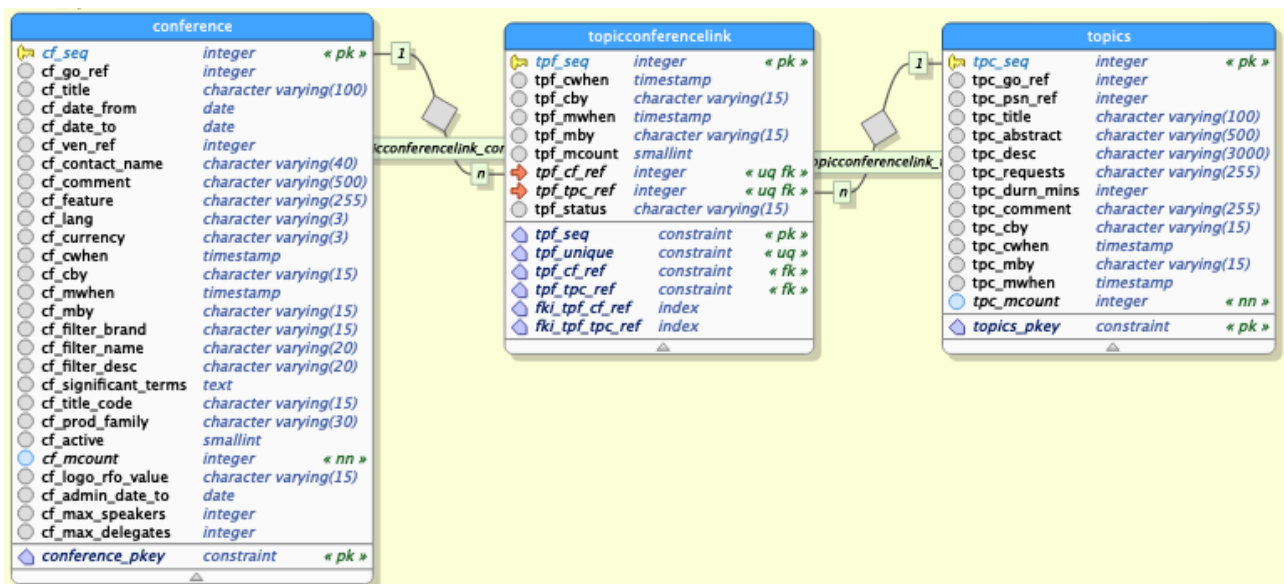 conference
cf_seq integer « pk »
cf_go_ref integer
cf_title character varying(100)
cf_date_from date
cf_date_to date
cf_ven_ref integer
cf_contact_name character varying(40)
cf_comment character varying(500)
cf_feature character varying(255)
cf_lang character varying(3)
cf_currency character varying(3)
cf_cwhen timestamp
cf_cby character varying(15)
cf_mwhen timestamp
cf_mby character varying(15)
cf_filter_brand character varying(15)
cf_filter_name character varying(20)
cf_filter_desc character varying(20)
cf_significant_terms text
cf_title_code character varying(15)
cf_prod_family character varying(30)
cf_active smallint
cf_mcount integer « nn »
cf_logo_rfo_value character varying(15)
cf_admin_date_to date
cf_max_speakers integer
cf_max_delegates integer
conference_pkey constraint « pk »
1
icconferencelink_con
n
topicconferencelink
tpf_seq integer « pk »
tpf_cwhen timestamp
tpf_cby character varying(15)
tpf_mwhen timestamp
tpf_mby character varying(15)
tpf_mcount smallint
tpf_cf_ref integer « uq fk »
tpf_tpc_ref integer « uq fk »
tpf_status character varying(15)
tpf_seq constraint « pk »
tpf_unique constraint « uq »
tpf_cf_ref constraint « fk »
tpf_tpc_ref constraint « fk »
fki_tpf_cf_ref index
fki_tpf_tpc_ref index
1
opicconferencelink_t
n
topics
tpc_seq integer « pk »
tpc_go_ref integer
tpc_psn_ref integer
tpc_title character varying(100)
tpc_abstract character varying(500)
tpc_desc character varying(3000)
tpc_requests character varying(255)
tpc_durn_mins integer
tpc_comment character varying(255)
tpc_cby character varying(15)
tpc_cwhen timestamp
tpc_mby character varying(15)
tpc_mwhen timestamp
tpc_mcount integer « nn »
topics_pkey constraint « pk »